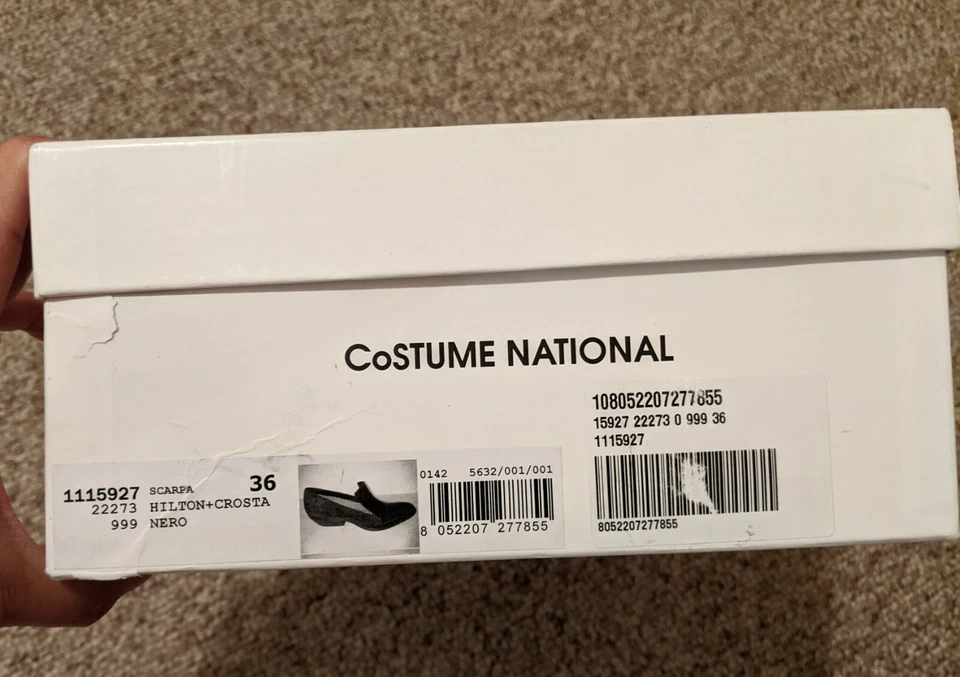 CoSTUME NATIONAL
108052207277855
15927 22273 0 999 36
1115927
8052207277855
1115927 SCARPA 36
22273 HILTON+CROSTA
999 NERO
0142 5632/001/001
8 052207 277855